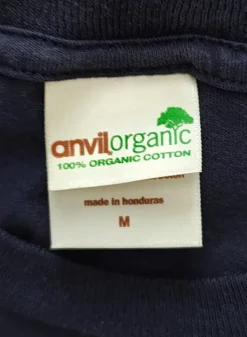 anvilorganic
100% ORGANIC COTTON
made in honduras
M